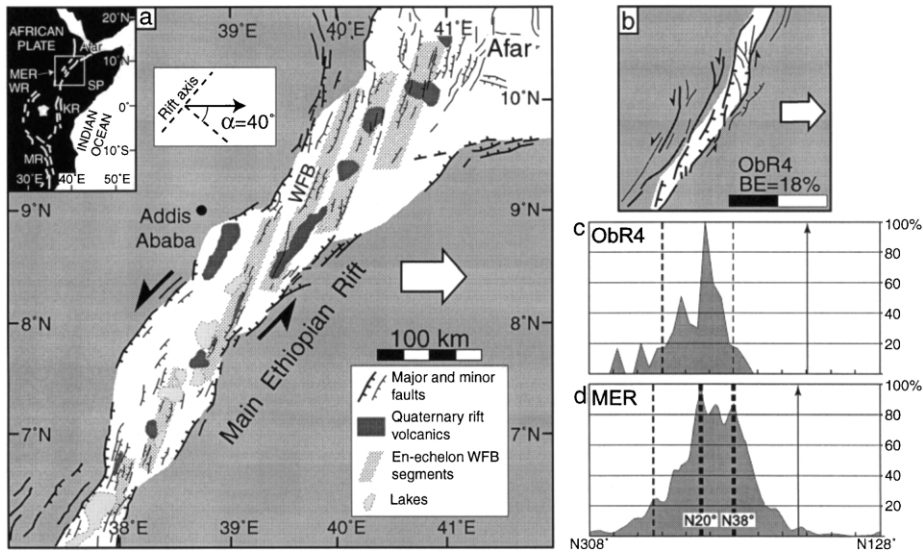 20˚N
AFRICAN
PLATE
Afar
10˚N
MER
WR
SP
KR
0˚
INDIAN
OCEAN
MR
10˚S
30˚E
40˚E
50˚E
a
39˚E
40˚E
41˚E
Afar
10˚N
Rift axis
α=40˚
WFB
9˚N
Addis
Ababa
8˚N
Main Ethiopian Rift
100 km
7˚N
Major and minor
faults
Quaternary rift
volcanics
En-echelon WFB
segments
Lakes
38˚E
39˚E
40˚E
41˚E
b
ObR4
BE=18%
c
ObR4
100%
80
60
40
20
d
MER
100%
80
60
40
20
N20°
N38°
N308˚
N128˚